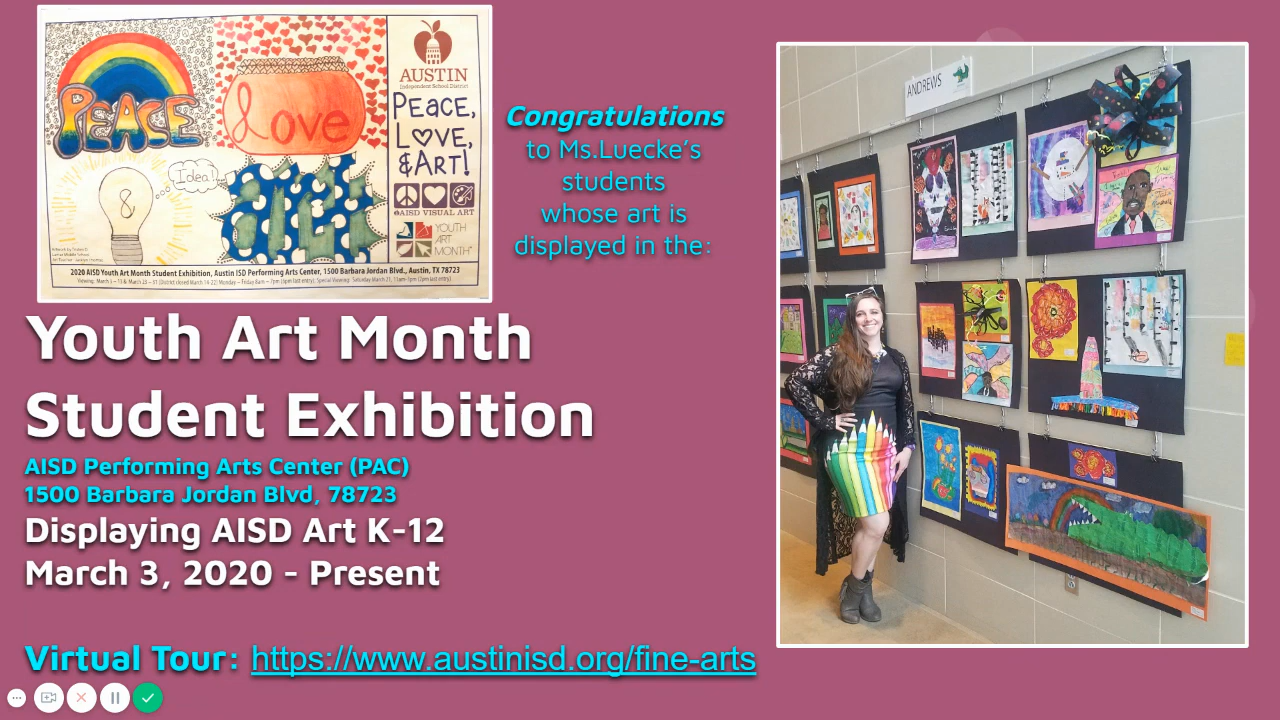 PEACE
Love
Idea!
&
art
AUSTIN
Independent School District
PEACE,
LOVE,
&ART!
AISD VISUAL ART
YOUTH
ART
MONTH
2020 AISD Youth Art Month Student Exhibition, Austin ISD Performing Arts Center, 1500 Barbara Jordan Blvd., Austin, TX 78723
Congratulations
to Ms.Luecke's
students
whose art is
displayed in the:
Youth Art Month
Student Exhibition
AISD Performing Arts Center (PAC)
1500 Barbara Jordan Blvd, 78723
Displaying AISD Art K-12
March 3, 2020 - Present
Virtual Tour: https://www.austinisd.org/fine-arts
ANDREWS